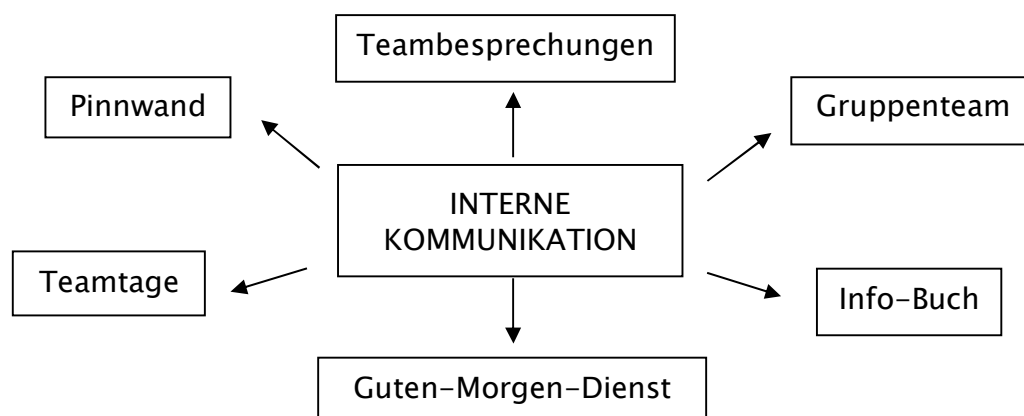 Teambesprechungen
Pinnwand
Gruppenteam
INTERNE
KOMMUNIKATION
Teamtage
Info-Buch
Guten-Morgen-Dienst